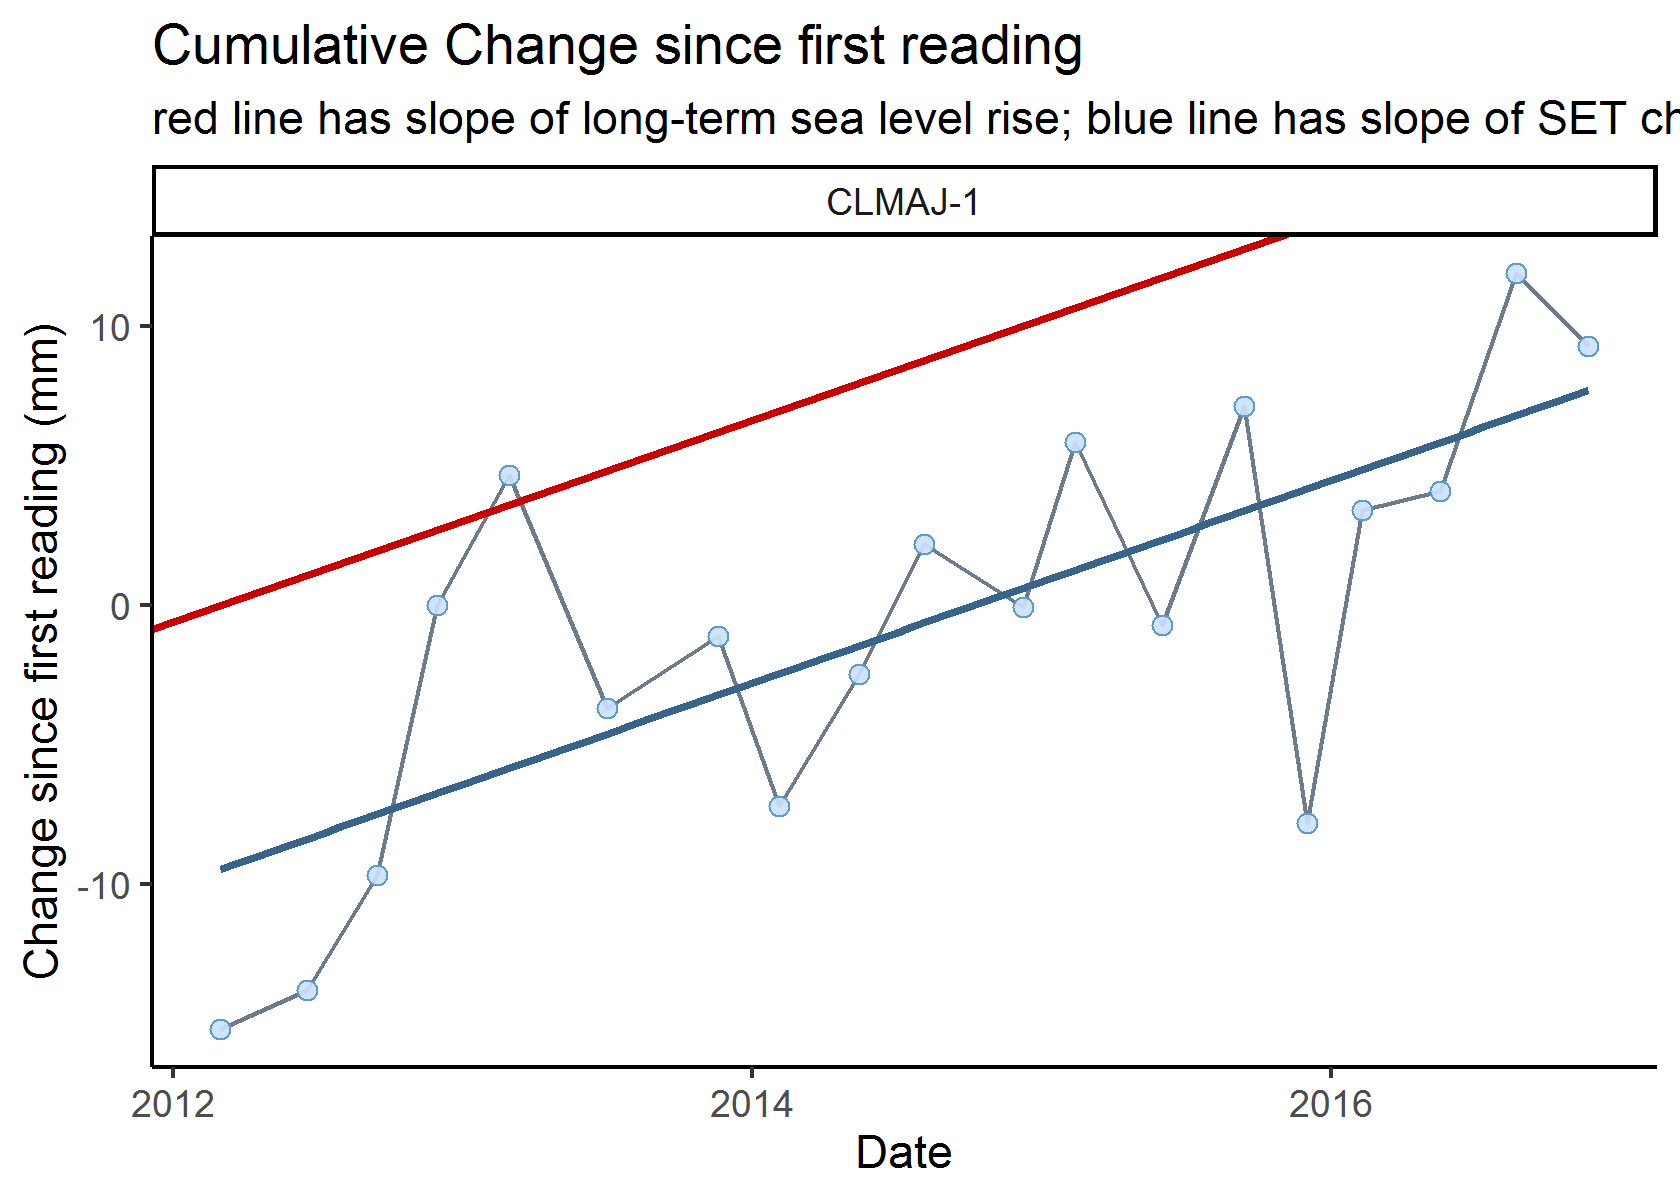 Cumulative Change since first reading
red line has slope of long-term sea level rise; blue line has slope of SET ch
CLMAJ-1
Change since first reading (mm)
10
0
-10
2012
2014
2016
Date